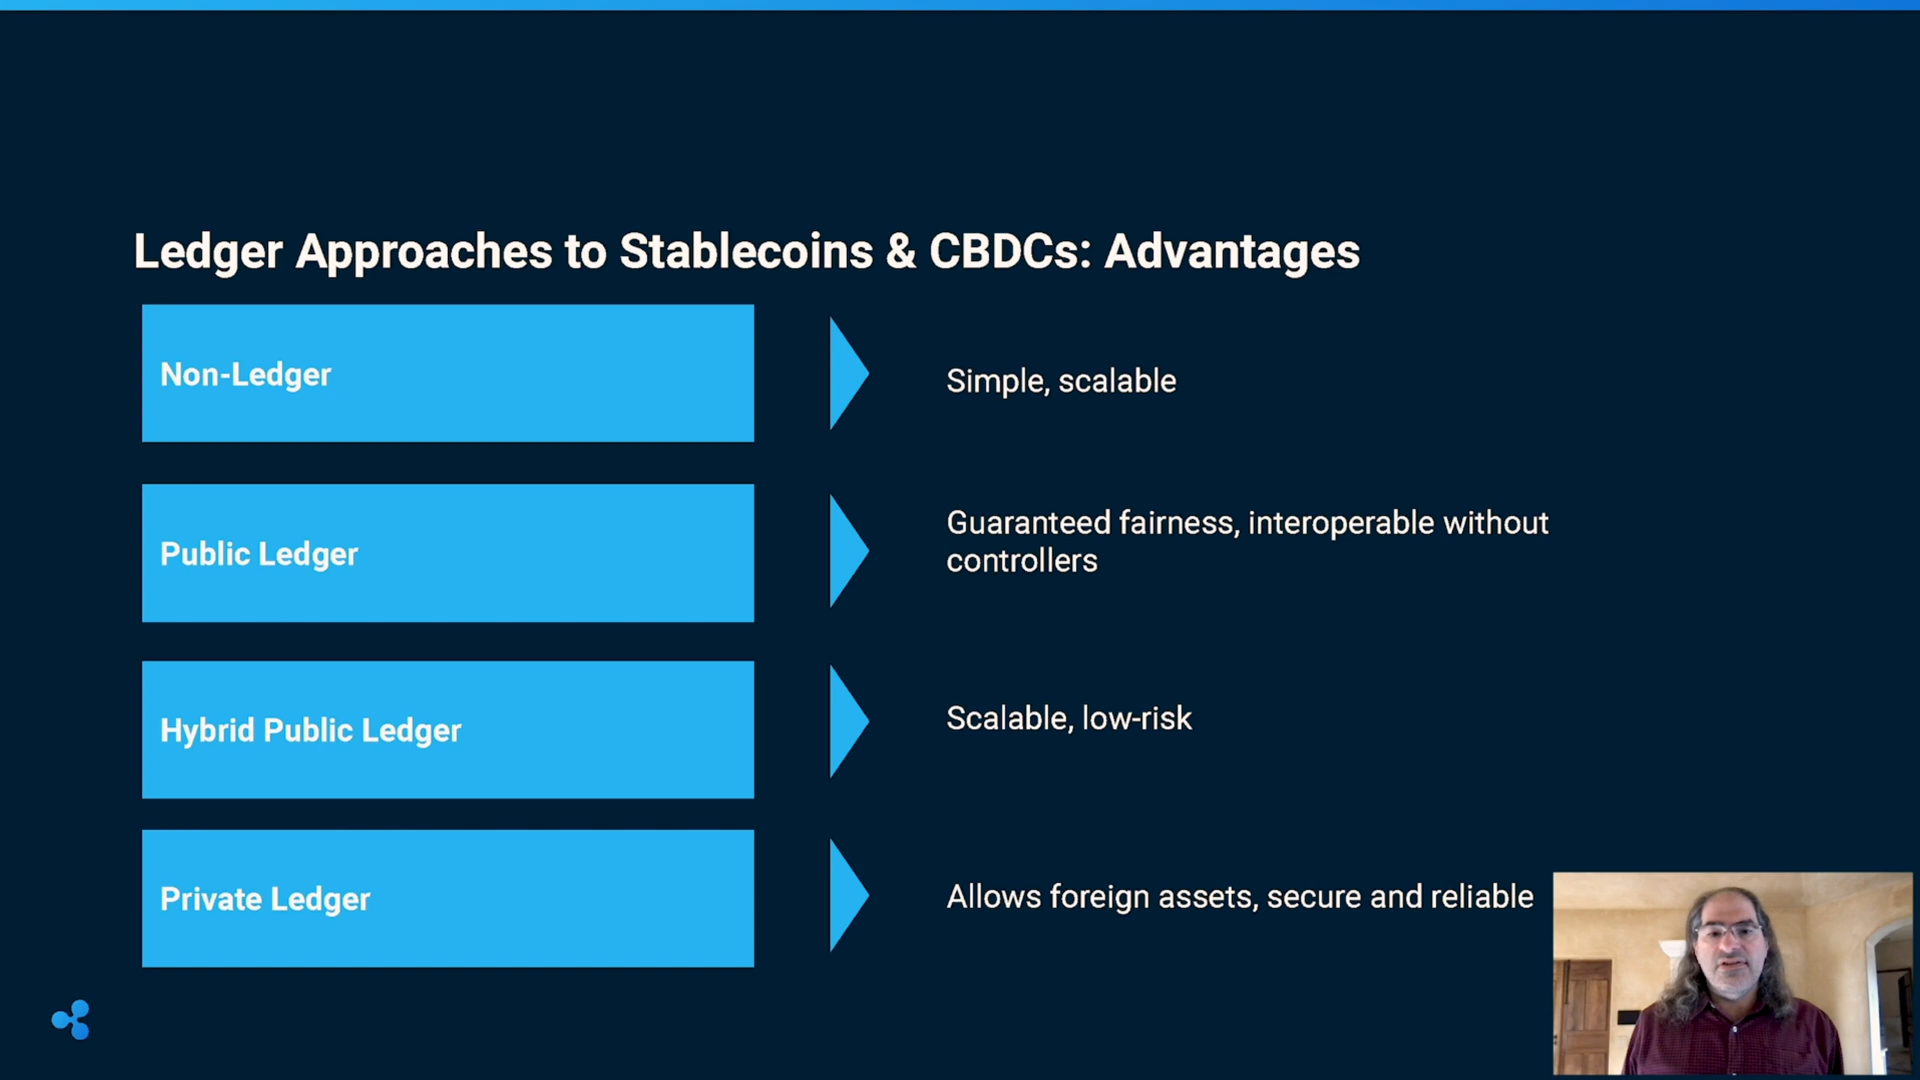 Ledger Approaches to Stablecoins & CBDCs: Advantages
Non-Ledger
Simple, scalable
Public Ledger
Guaranteed fairness, interoperable without
controllers
Hybrid Public Ledger
Scalable, low-risk
Private Ledger
Allows foreign assets, secure and reliable